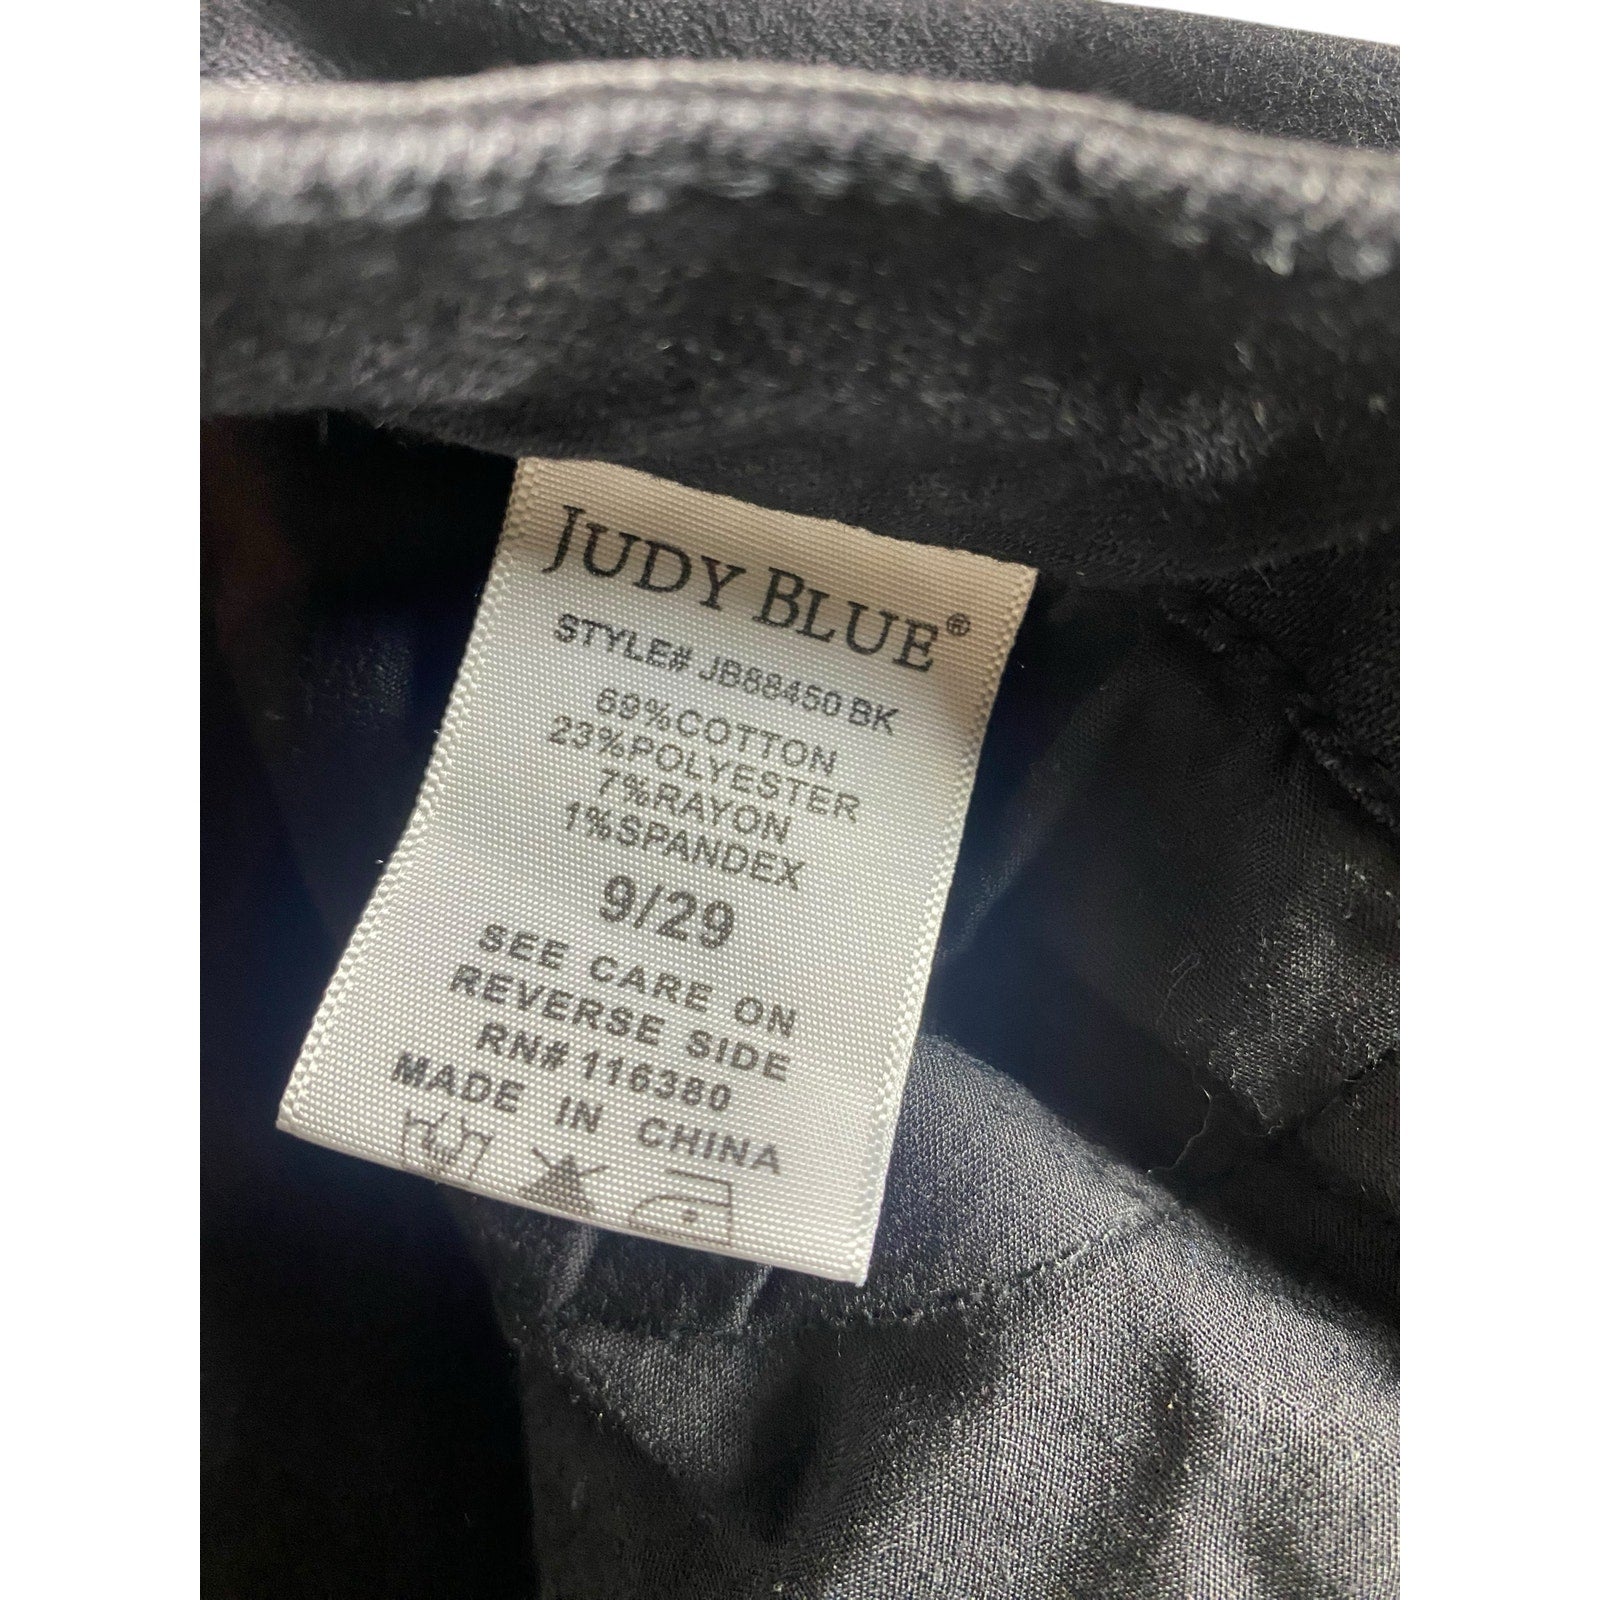 JUDY BLUE®
STYLE# JB88450 BK
69%COTTON
23%POLYESTER
7%RAYON
1%SPANDEX
9/29
SEE CARE ON
REVERSE SIDE
RN# 116380
MADE IN CHINA